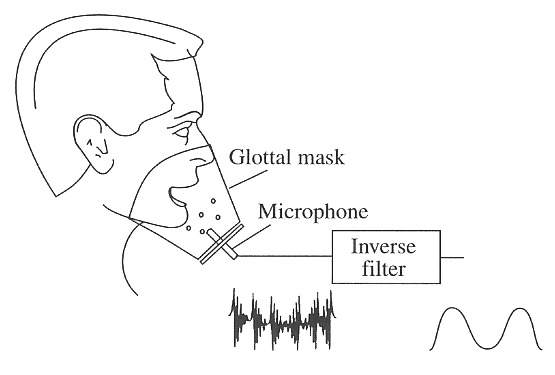 Glottal mask
Microphone
Inverse
filter